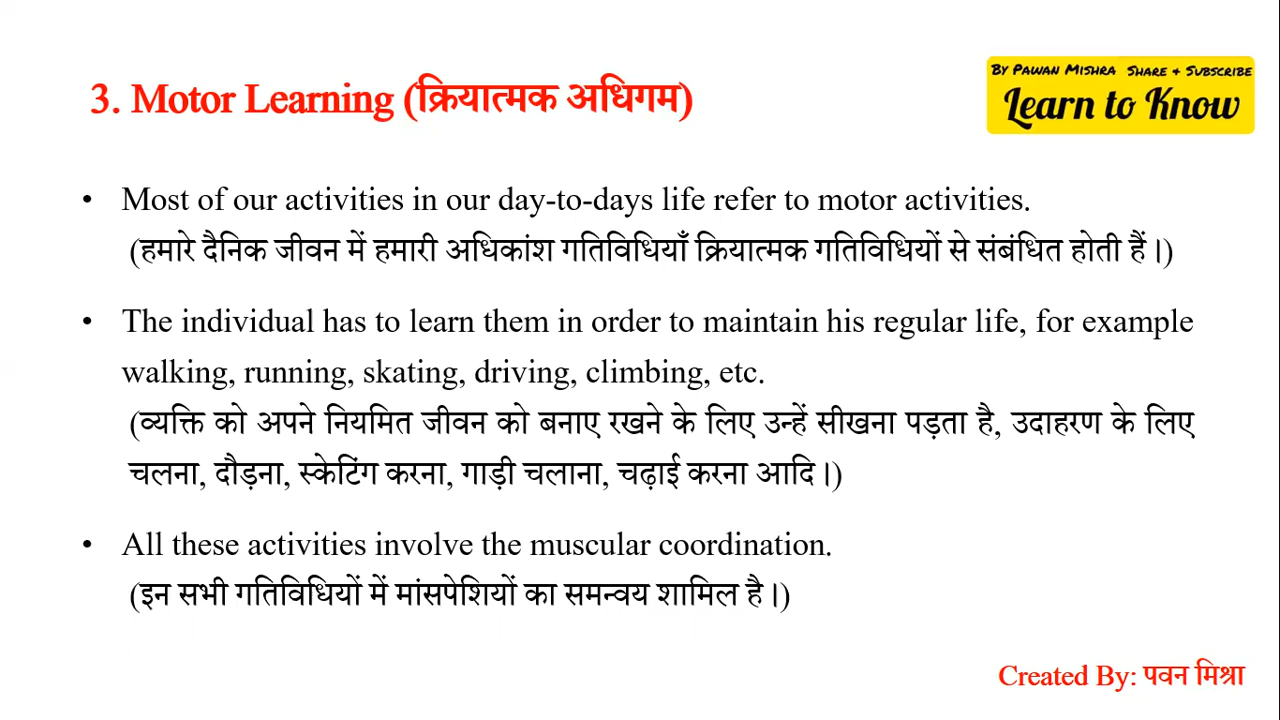 By Pawan Mishra Share + Subscribe
Learn to Know
3. Motor Learning (क्रियात्मक अधिगम)
• Most of our activities in our day-to-days life refer to motor activities.
(हमारे दैनिक जीवन में हमारी अधिकांश गतिविधियाँ क्रियात्मक गतिविधियों से संबंधित होती हैं।)
• The individual has to learn them in order to maintain his regular life, for example
walking, running, skating, driving, climbing, etc.
(व्यक्ति को अपने नियमित जीवन को बनाए रखने के लिए उन्हें सीखना पड़ता है, उदाहरण के लिए
चलना, दौड़ना, स्केटिंग करना, गाड़ी चलाना, चढ़ाई करना आदि।)
• All these activities involve the muscular coordination.
(इन सभी गतिविधियों में मांसपेशियों का समन्वय शामिल है।)
Created By: पवन मिश्रा